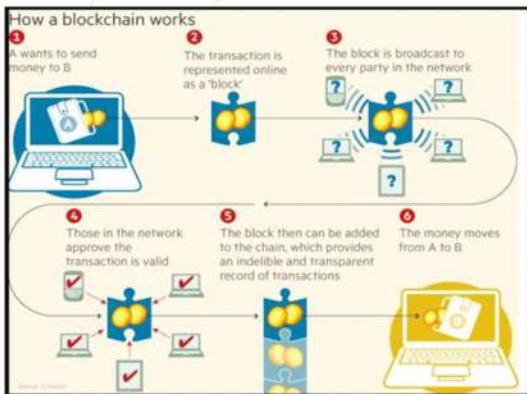 How a blockchain works
1
A wants to send
money to B
2
The transaction is
represented online
as a 'block'
3
The block is broadcast to
every party in the network
?
?
?
?
?
4
Those in the network
approve the
transaction is valid
5
The block then can be added
to the chain, which provides
an indelible and transparent
record of transactions
6
The money moves
from A to B